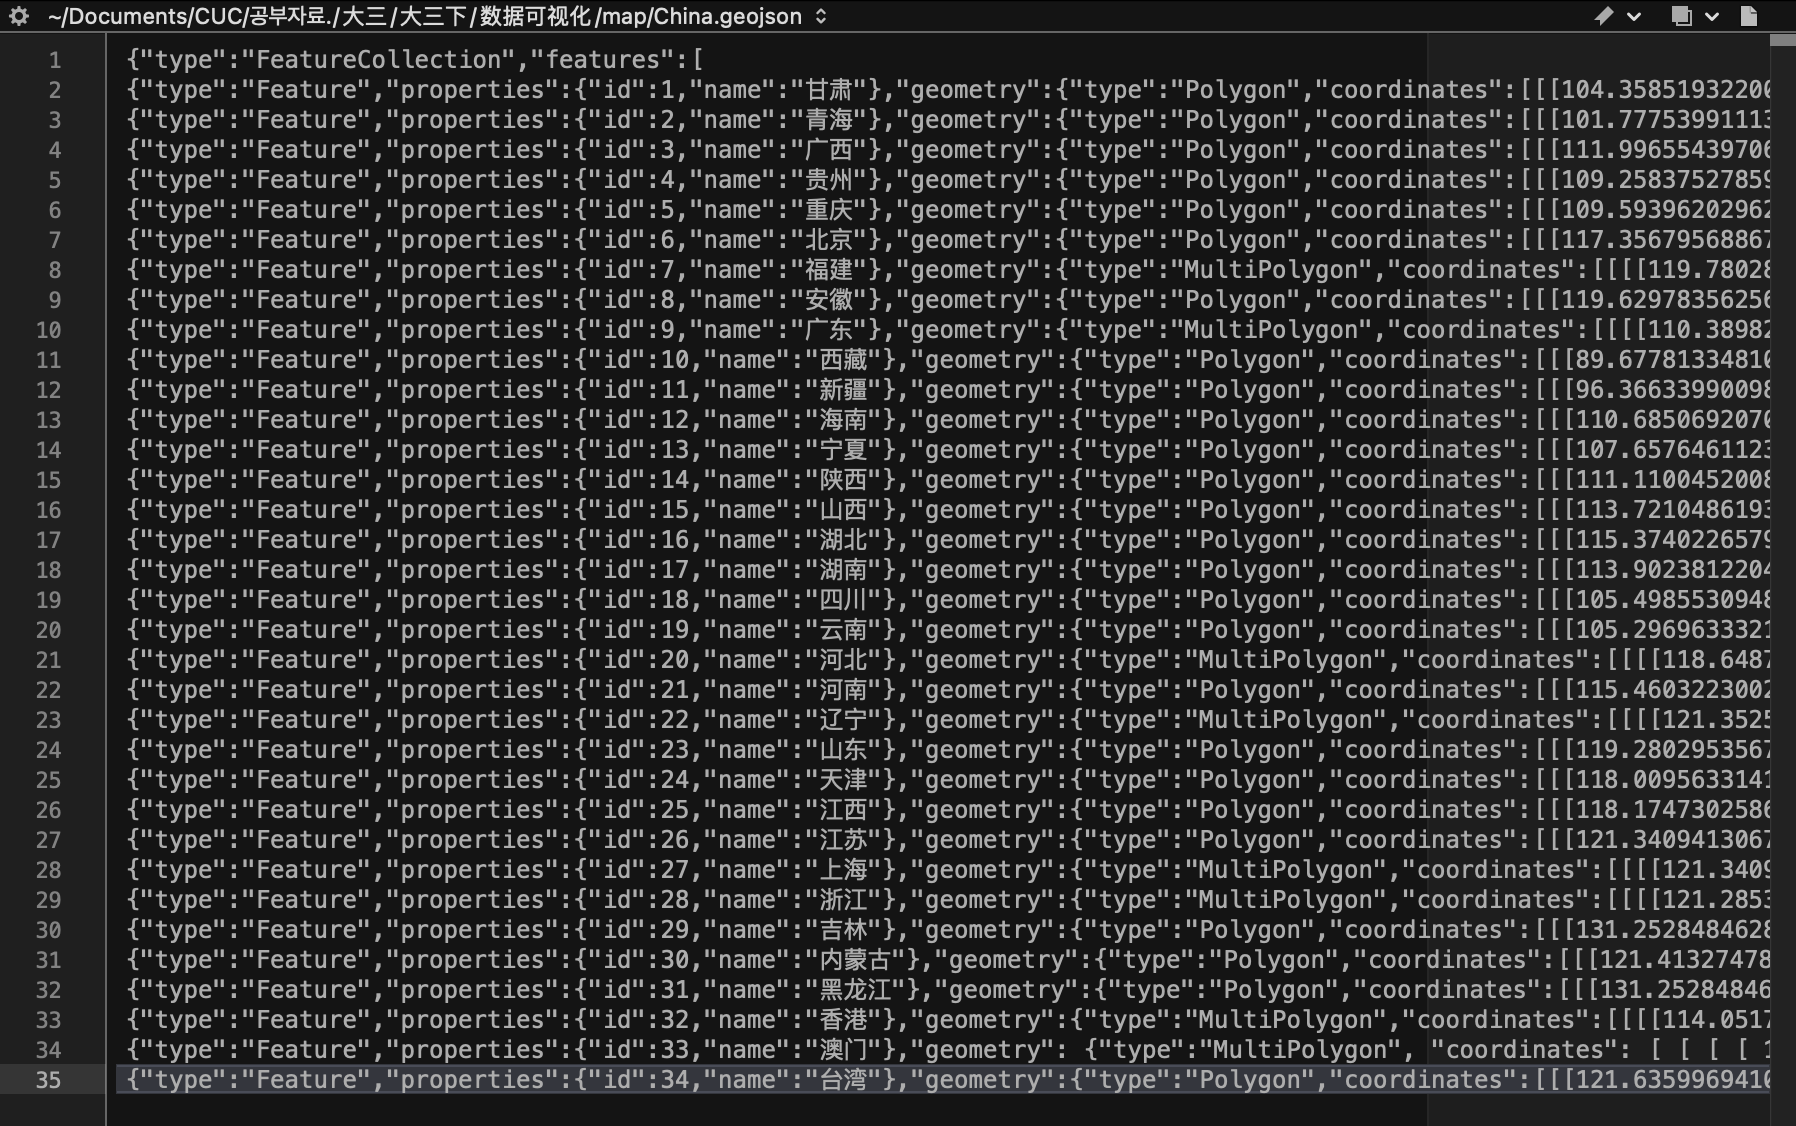 ~/Documents/CUC/공부자료./大三/大三下/数据可视化/map/China.geojson
1 {"type":"FeatureCollection","features":[
2 {"type":"Feature","properties":{"id":1,"name":"甘肃"},"geometry":{"type":"Polygon","coordinates":[[[104.35851932200
3 {"type":"Feature","properties":{"id":2,"name":"青海"},"geometry":{"type":"Polygon","coordinates":[[[101.77753991113
4 {"type":"Feature","properties":{"id":3,"name":"广西"},"geometry":{"type":"Polygon","coordinates":[[[111.99655439706
5 {"type":"Feature","properties":{"id":4,"name":"贵州"},"geometry":{"type":"Polygon","coordinates":[[[109.25837527859
6 {"type":"Feature","properties":{"id":5,"name":"重庆"},"geometry":{"type":"Polygon","coordinates":[[[109.59396202962
7 {"type":"Feature","properties":{"id":6,"name":"北京"},"geometry":{"type":"Polygon","coordinates":[[[117.35679568867
8 {"type":"Feature","properties":{"id":7,"name":"福建"},"geometry":{"type":"MultiPolygon","coordinates":[[[[119.78028
9 {"type":"Feature","properties":{"id":8,"name":"安徽"},"geometry":{"type":"Polygon","coordinates":[[[119.62978356256
10 {"type":"Feature","properties":{"id":9,"name":"广东"},"geometry":{"type":"MultiPolygon","coordinates":[[[[110.38982
11 {"type":"Feature","properties":{"id":10,"name":"西藏"},"geometry":{"type":"Polygon","coordinates":[[[89.67781334810
12 {"type":"Feature","properties":{"id":11,"name":"新疆"},"geometry":{"type":"Polygon","coordinates":[[[96.36633990098
13 {"type":"Feature","properties":{"id":12,"name":"海南"},"geometry":{"type":"Polygon","coordinates":[[[110.6850692070
14 {"type":"Feature","properties":{"id":13,"name":"宁夏"},"geometry":{"type":"Polygon","coordinates":[[[107.6576461123
15 {"type":"Feature","properties":{"id":14,"name":"陕西"},"geometry":{"type":"Polygon","coordinates":[[[111.1100452008
16 {"type":"Feature","properties":{"id":15,"name":"山西"},"geometry":{"type":"Polygon","coordinates":[[[113.7210486193
17 {"type":"Feature","properties":{"id":16,"name":"湖北"},"geometry":{"type":"Polygon","coordinates":[[[115.3740226579
18 {"type":"Feature","properties":{"id":17,"name":"湖南"},"geometry":{"type":"Polygon","coordinates":[[[113.9023812204
19 {"type":"Feature","properties":{"id":18,"name":"四川"},"geometry":{"type":"Polygon","coordinates":[[[105.4985530948
20 {"type":"Feature","properties":{"id":19,"name":"云南"},"geometry":{"type":"Polygon","coordinates":[[[105.2969633321
21 {"type":"Feature","properties":{"id":20,"name":"河北"},"geometry":{"type":"MultiPolygon","coordinates":[[[[118.6487
22 {"type":"Feature","properties":{"id":21,"name":"河南"},"geometry":{"type":"Polygon","coordinates":[[[115.4603223002
23 {"type":"Feature","properties":{"id":22,"name":"辽宁"},"geometry":{"type":"MultiPolygon","coordinates":[[[[121.3525
24 {"type":"Feature","properties":{"id":23,"name":"山东"},"geometry":{"type":"Polygon","coordinates":[[[119.2802953567
25 {"type":"Feature","properties":{"id":24,"name":"天津"},"geometry":{"type":"Polygon","coordinates":[[[118.0095633141
26 {"type":"Feature","properties":{"id":25,"name":"江西"},"geometry":{"type":"Polygon","coordinates":[[[118.1747302586
27 {"type":"Feature","properties":{"id":26,"name":"江苏"},"geometry":{"type":"Polygon","coordinates":[[[121.3409413067
28 {"type":"Feature","properties":{"id":27,"name":"上海"},"geometry":{"type":"MultiPolygon","coordinates":[[[[121.3409
29 {"type":"Feature","properties":{"id":28,"name":"浙江"},"geometry":{"type":"MultiPolygon","coordinates":[[[[121.2853
30 {"type":"Feature","properties":{"id":29,"name":"吉林"},"geometry":{"type":"Polygon","coordinates":[[[131.2528484628
31 {"type":"Feature","properties":{"id":30,"name":"内蒙古"},"geometry":{"type":"Polygon","coordinates":[[[121.41327478
32 {"type":"Feature","properties":{"id":31,"name":"黑龙江"},"geometry":{"type":"Polygon","coordinates":[[[131.25284846
33 {"type":"Feature","properties":{"id":32,"name":"香港"},"geometry":{"type":"MultiPolygon","coordinates":[[[[114.0517
34 {"type":"Feature","properties":{"id":33,"name":"澳门"},"geometry": {"type":"MultiPolygon", "coordinates": [ [ [ [ 1
35 {"type":"Feature","properties":{"id":34,"name":"台湾"},"geometry":{"type":"Polygon","coordinates":[[[121.6359969410